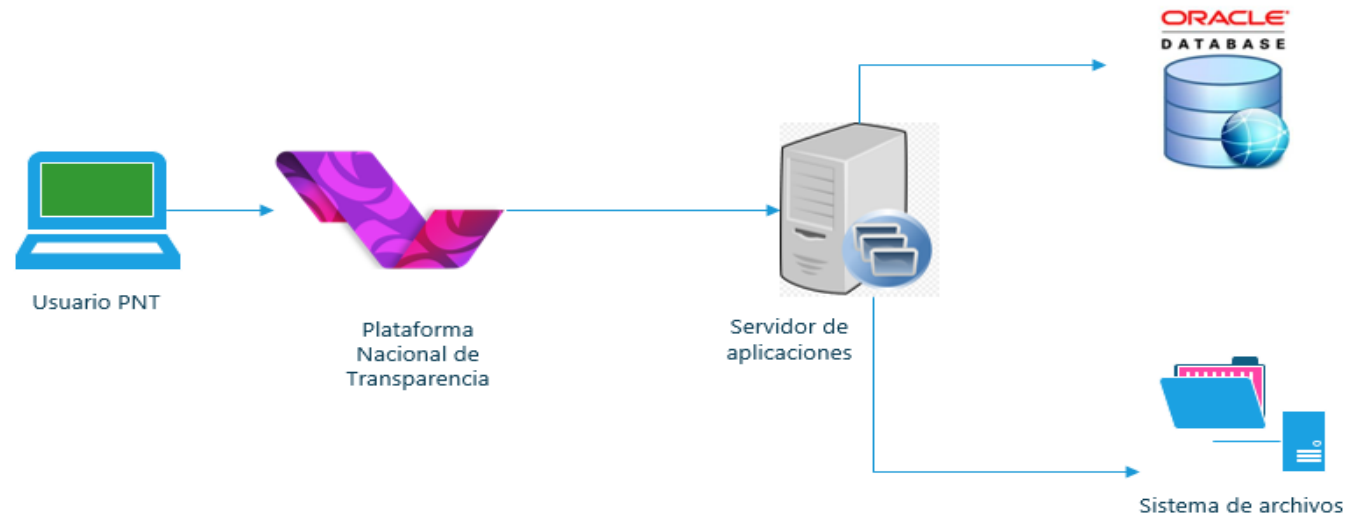 ORACLE
DATABASE
Usuario PNT
Plataforma
Nacional de
Transparencia
Servidor de
aplicaciones
Sistema de archivos